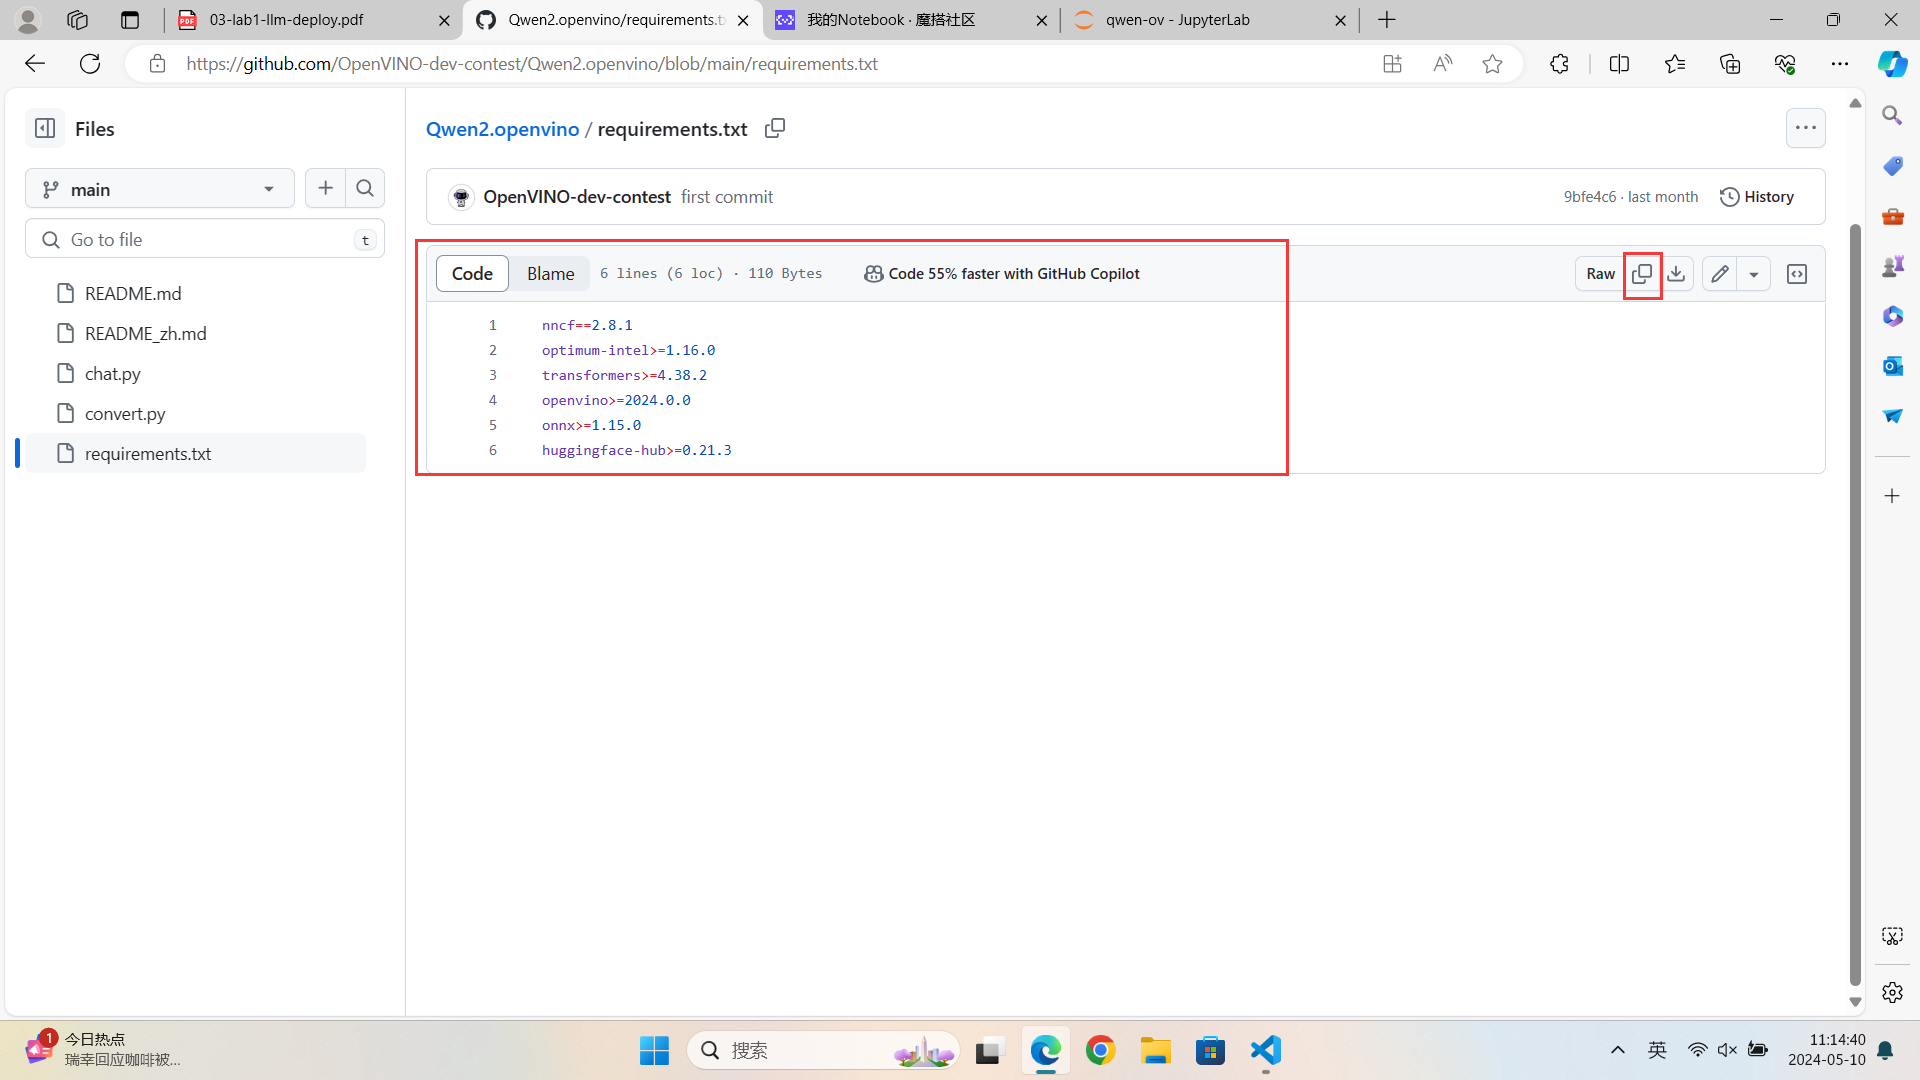 03-lab1-llm-deploy.pdf
Qwen2.openvino/requirements.tx
我的Notebook · 魔搭社区
qwen-ov - JupyterLab
https://github.com/OpenVINO-dev-contest/Qwen2.openvino/blob/main/requirements.txt
Files
main
Go to file
t
README.md
README_zh.md
chat.py
convert.py
requirements.txt
Qwen2.openvino / requirements.txt
OpenVINO-dev-contest first commit
9bfe4c6 · last month
History
Code
Blame
6 lines (6 loc) · 110 Bytes
Code 55% faster with GitHub Copilot
Raw
1 nncf==2.8.1
2 optimum-intel>=1.16.0
3 transformers>=4.38.2
4 openvino>=2024.0.0
5 onnx>=1.15.0
6 huggingface-hub>=0.21.3
1
今日热点
瑞幸回应咖啡被...
搜索
英
11:14:40
2024-05-10